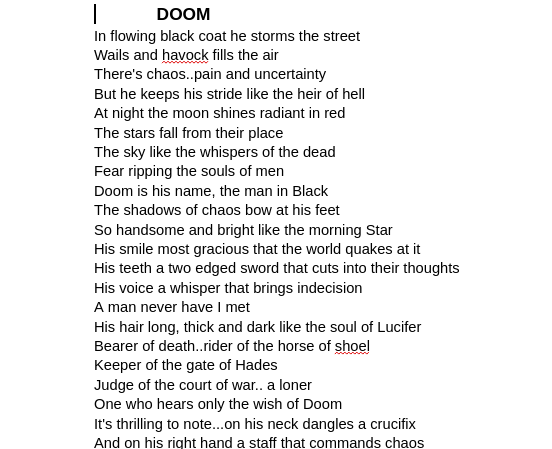 DOOM
In flowing black coat he storms the street
Wails and havock fills the air
There's chaos..pain and uncertainty
But he keeps his stride like the heir of hell
At night the moon shines radiant in red
The stars fall from their place
The sky like the whispers of the dead
Fear ripping the souls of men
Doom is his name, the man in Black
The shadows of chaos bow at his feet
So handsome and bright like the morning Star
His smile most gracious that the world quakes at it
His teeth a two edged sword that cuts into their thoughts
His voice a whisper that brings indecision
A man never have I met
His hair long, thick and dark like the soul of Lucifer
Bearer of death..rider of the horse of shoel
Keeper of the gate of Hades
Judge of the court of war.. a loner
One who hears only the wish of Doom
It's thrilling to note...on his neck dangles a crucifix
And on his right hand a staff that commands chaos